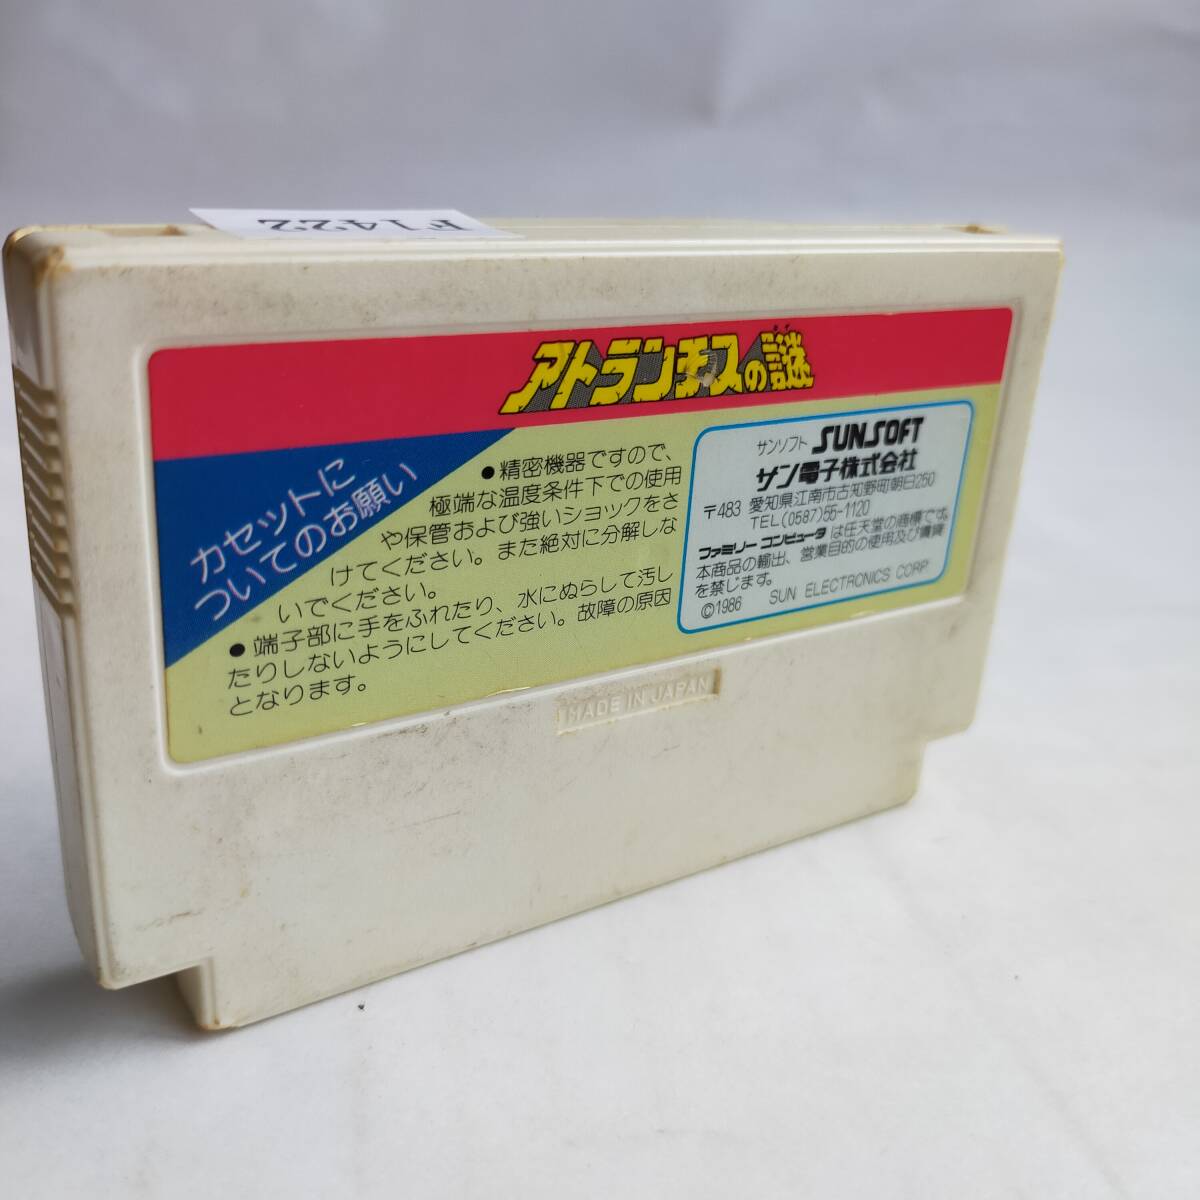 F1422
アトランチスの謎
カセットに
ついてのお願い
●精密機器ですので、
極端な温度条件下での使用
や保管および強いショックをさ
けてください。また絶対に分解しな
いでください。
●端子部に手をふれたり、水にぬらして汚し
たりしないようにしてください。故障の原因
となります。
サンソフト SUNSOFT
サン電子株式会社
〒483 愛知県江南市古知野町朝日250
TEL(0587)55-1120
ファミリー コンピュータは任天堂の商標です。
本商品の輸出、営業目的の使用及び賃貸
を禁じます。
©1986 SUN ELECTRONICS CORP.
MADE IN JAPAN